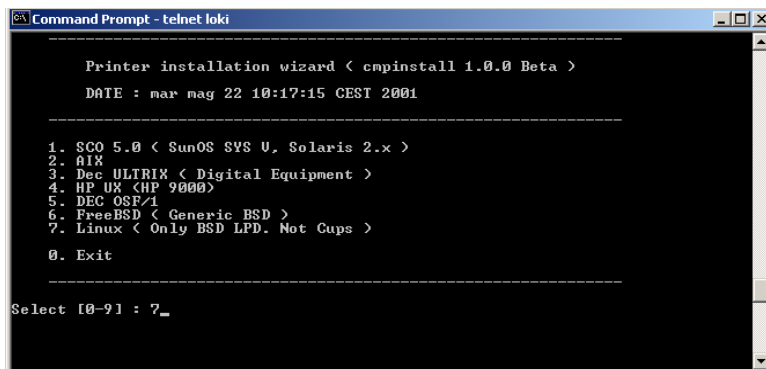 Command Prompt - telnet loki
Printer installation wizard ( cmpinstall 1.0.0 Beta )
DATE : mar mag 22 10:17:15 CEST 2001
1. SCO 5.0 ( SunOS SYS V, Solaris 2.x )
2. AIX
3. Dec ULTRIX ( Digital Equipment )
4. HP UX (HP 9000)
5. DEC OSF/1
6. FreeBSD ( Generic BSD )
7. Linux ( Only BSD LPD. Not Cups )
0. Exit
Select [0-9] : 7_